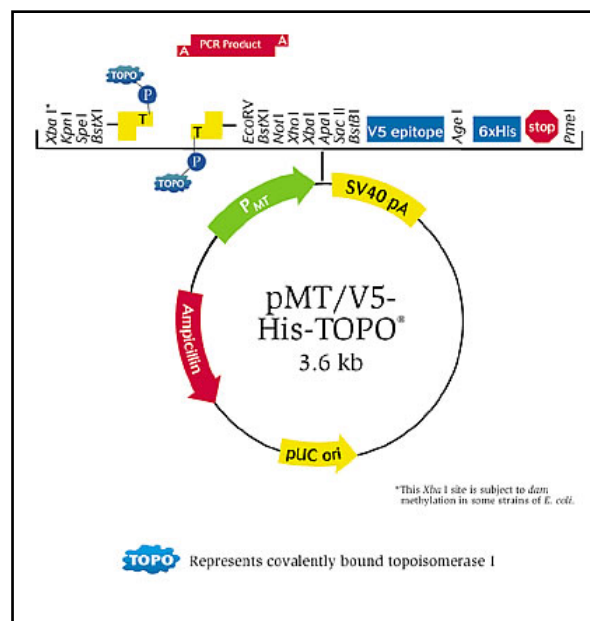 A PCR Product A
TOPO P
Xba I*
Kpn I
Spe I
BstX I
T
T
EcoRV
BstX I
Not I
Xho I
Xba I
Apa I
Sac II
BstB I
V5 epitope
Age I
6xHis
stop
Pme I
P
TOPO
PMT
SV40 pA
Ampicillin
pUC ori
pMT/V5-
His-TOPO®
3.6 kb
*This Xba I site is subject to dam
methylation in some strains of E. coli.
TOPO Represents covalently bound topoisomerase I